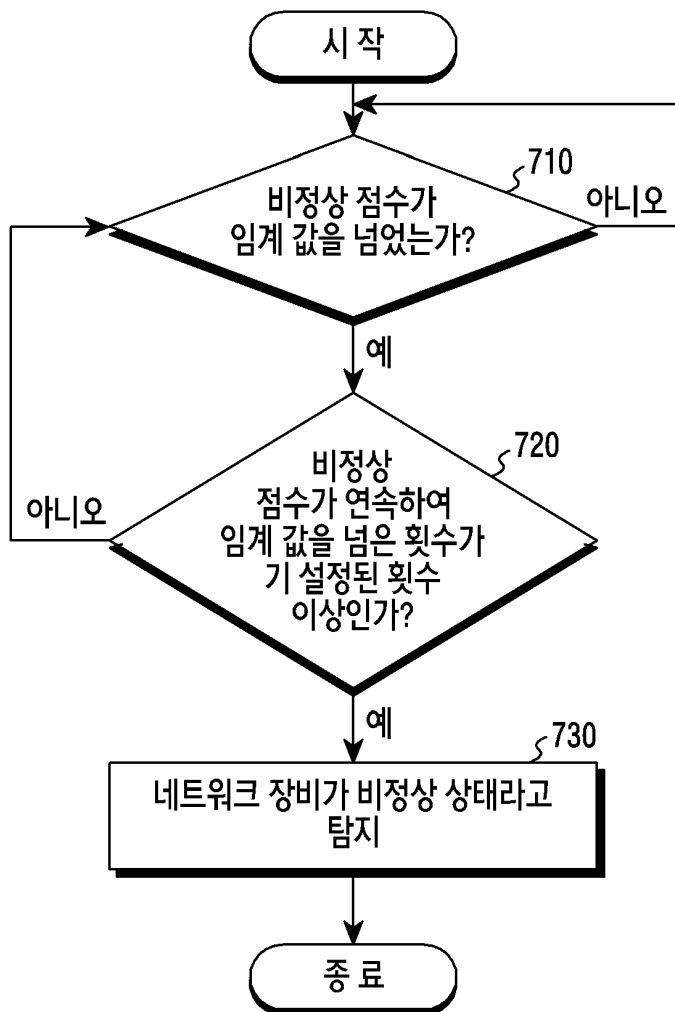 시 작
710
비정상 점수가
임계 값을 넘었는가?
아니오
예
720
비정상
점수가 연속하여
임계 값을 넘은 횟수가
기 설정된 횟수
이상인가?
아니오
예
730
네트워크 장비가 비정상 상태라고
탐지
종 료